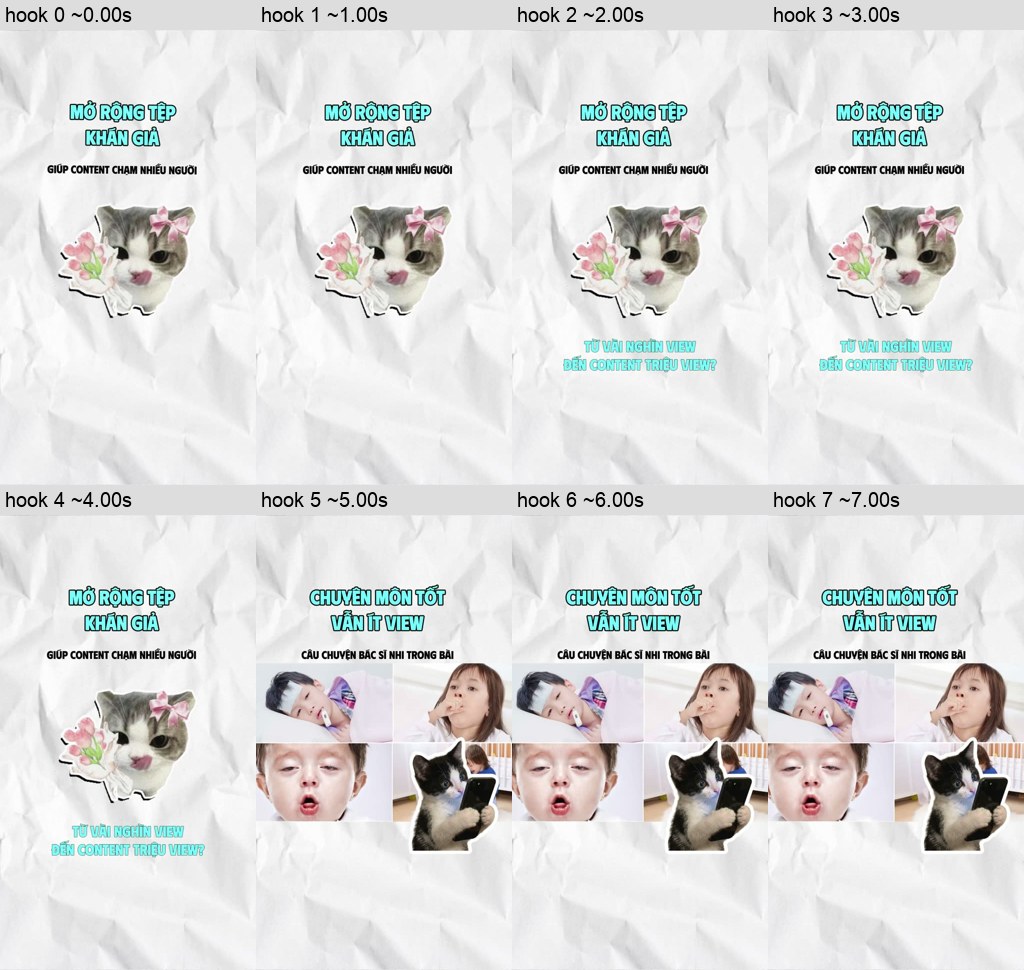 hook 0 ~0.00s
MỞ RỘNG TỆP
KHÁN GIẢ
GIÚP CONTENT CHẠM NHIỀU NGƯỜI
hook 1 ~1.00s
MỞ RỘNG TỆP
KHÁN GIẢ
GIÚP CONTENT CHẠM NHIỀU NGƯỜI
hook 2 ~2.00s
MỞ RỘNG TỆP
KHÁN GIẢ
GIÚP CONTENT CHẠM NHIỀU NGƯỜI
TỪ VÀI NGHÌN VIEW
ĐẾN CONTENT TRIỆU VIEW?
hook 3 ~3.00s
MỞ RỘNG TỆP
KHÁN GIẢ
GIÚP CONTENT CHẠM NHIỀU NGƯỜI
TỪ VÀI NGHÌN VIEW
ĐẾN CONTENT TRIỆU VIEW?
hook 4 ~4.00s
MỞ RỘNG TỆP
KHÁN GIẢ
GIÚP CONTENT CHẠM NHIỀU NGƯỜI
TỪ VÀI NGHÌN VIEW
ĐẾN CONTENT TRIỆU VIEW?
hook 5 ~5.00s
CHUYÊN MÔN TỐT
VẪN ÍT VIEW
CÂU CHUYỆN BÁC SĨ NHI TRONG BÀI
hook 6 ~6.00s
CHUYÊN MÔN TỐT
VẪN ÍT VIEW
CÂU CHUYỆN BÁC SĨ NHI TRONG BÀI
hook 7 ~7.00s
CHUYÊN MÔN TỐT
VẪN ÍT VIEW
CÂU CHUYỆN BÁC SĨ NHI TRONG BÀI